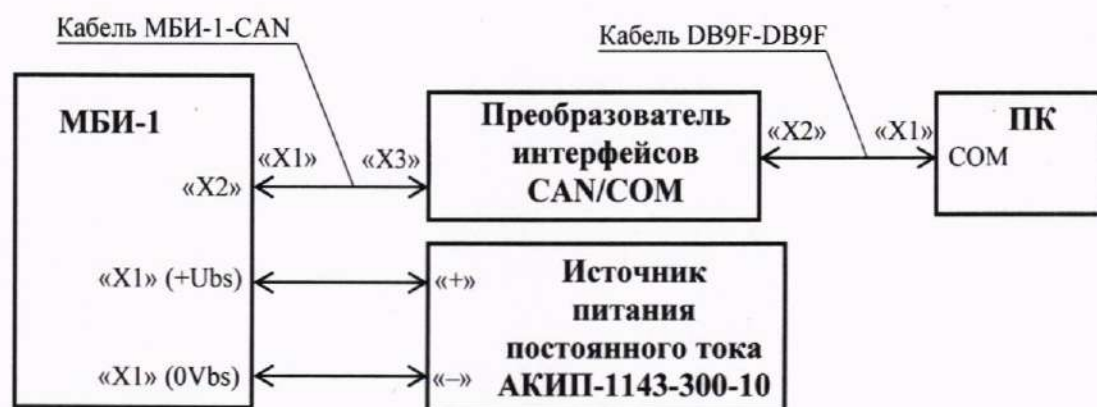 Кабель МБИ-1-CAN
Кабель DB9F-DB9F
МБИ-1
«X2»
«X1»
«X3»
Преобразователь
интерфейсов
CAN/COM
«X2»
«X1»
ПК
COM
«X1» (+Ubs)
«+»
«X1» (0Vbs)
«–»
Источник
питания
постоянного тока
АКИП-1143-300-10